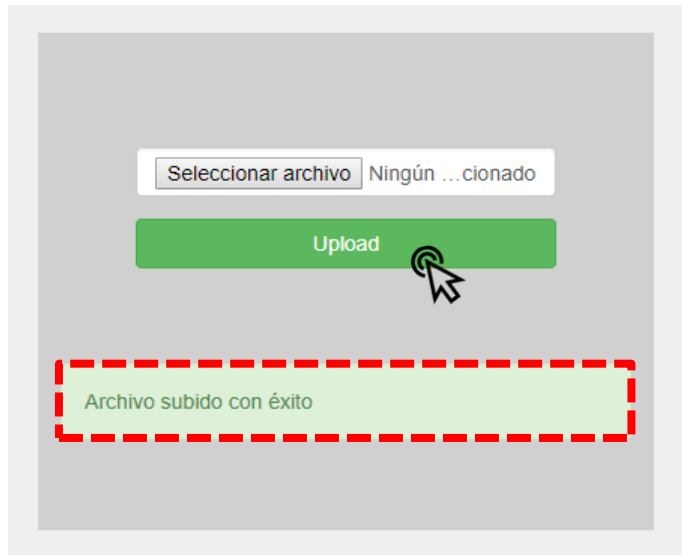 Seleccionar archivo Ningún …cionado
Upload
Archivo subido con éxito